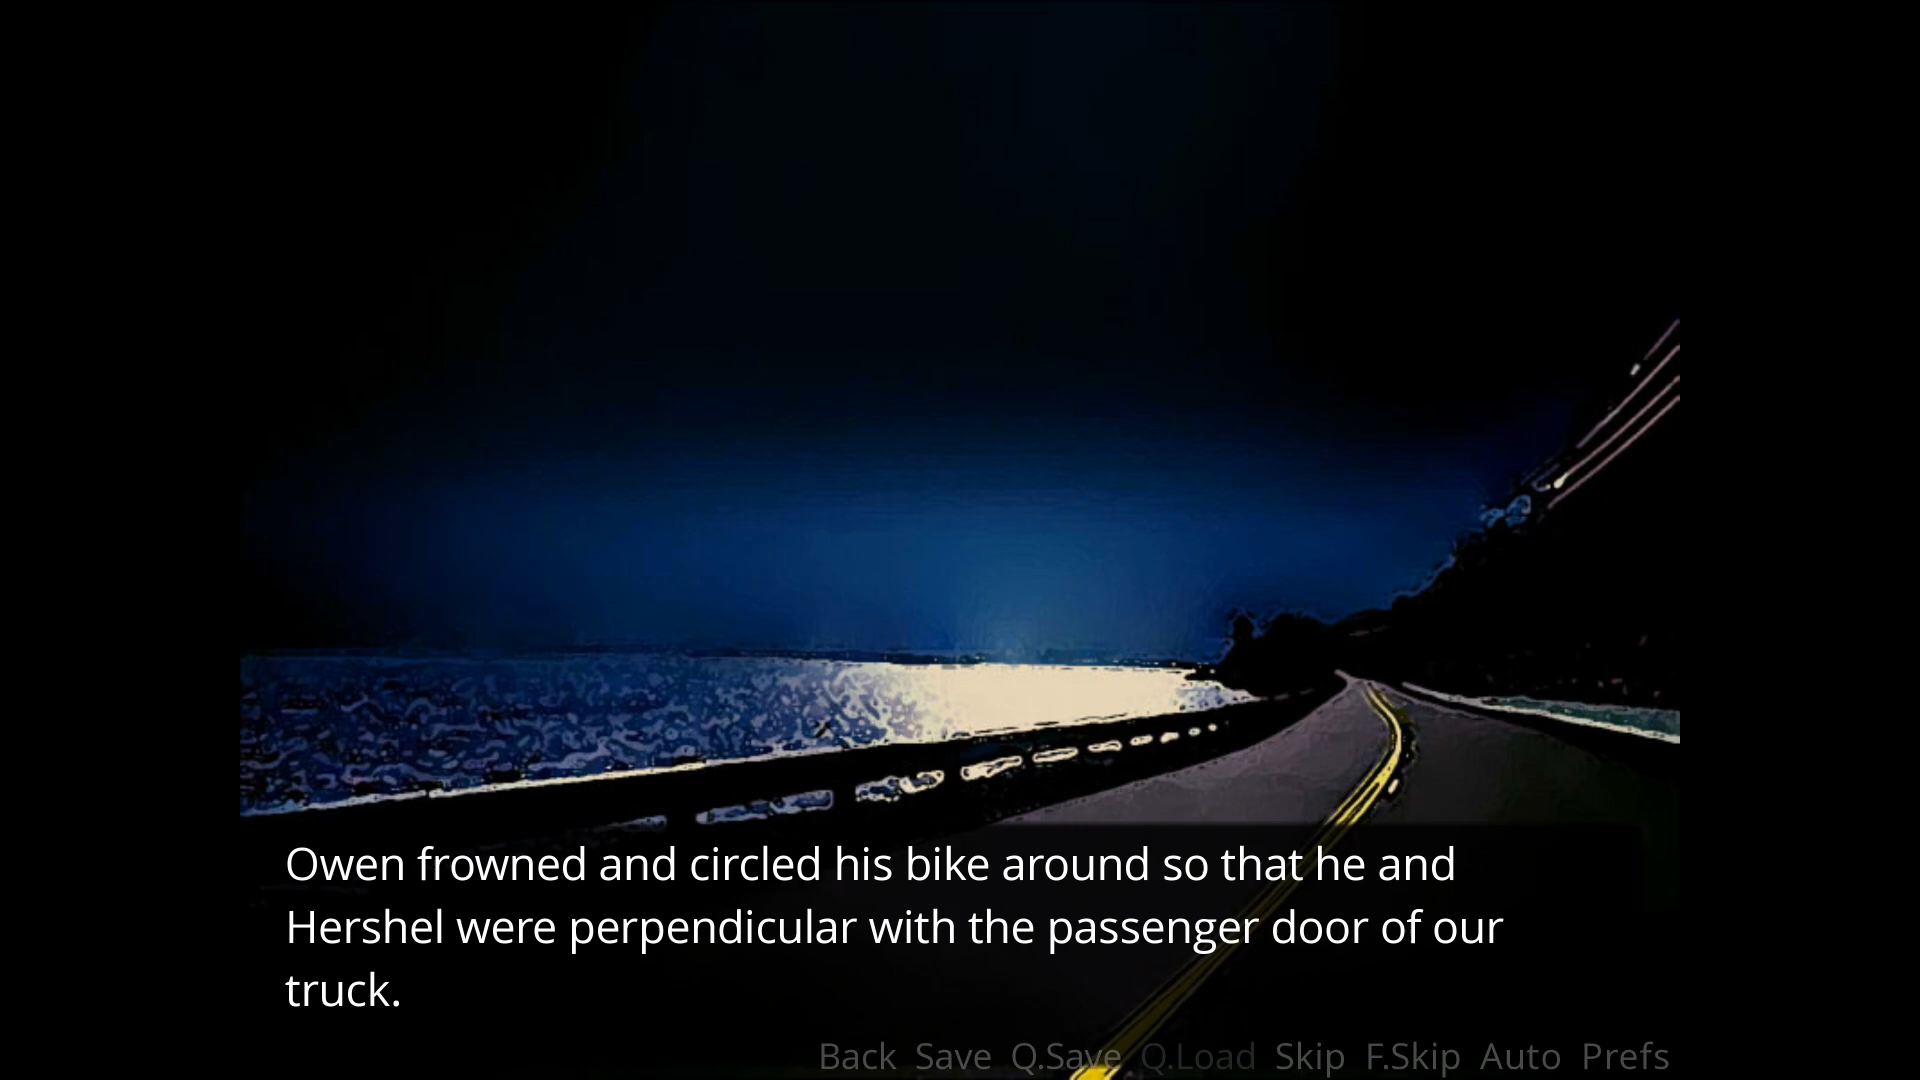 Owen frowned and circled his bike around so that he and
Hershel were perpendicular with the passenger door of our
truck.
Back Save Q.Save Q.Load Skip F.Skip Auto Prefs